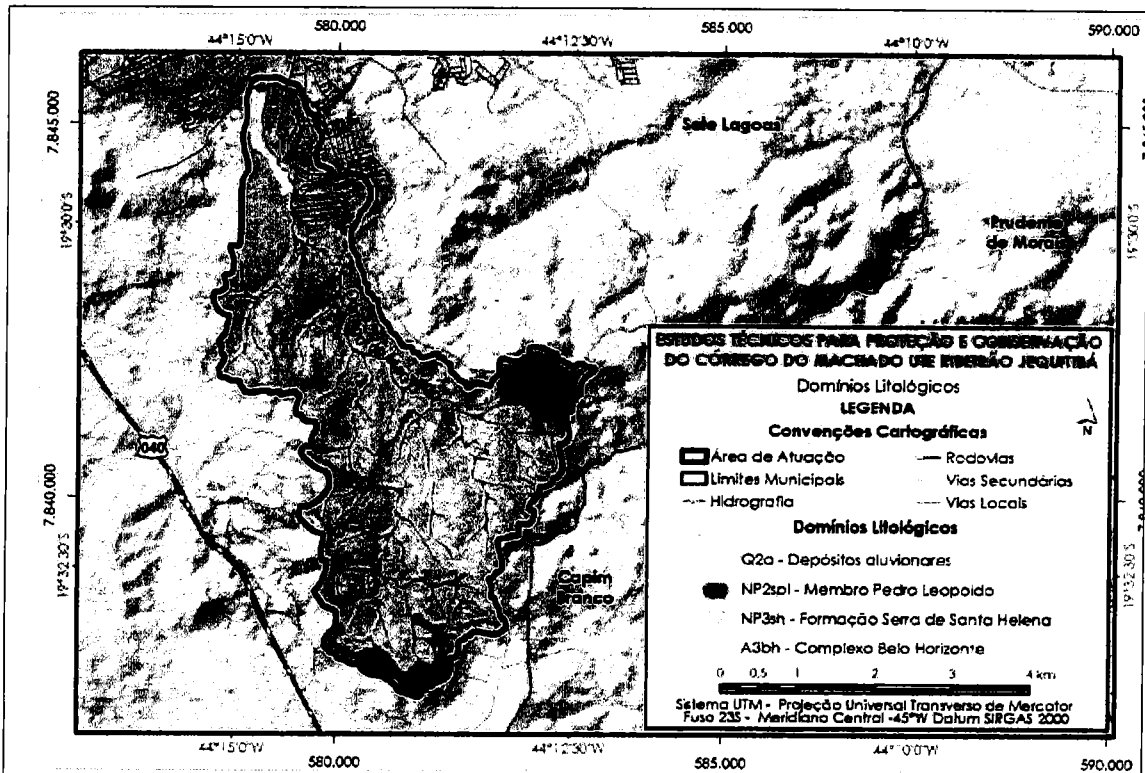 580.000 585.000 590.000
44°15'0"W 44°12'30"W 44°10'0"W
7.845.000
19°30'0"S
7.840.000
19°32'30"S
Sete Lagoas
Prudente
de Morais
19°30'0"S
040
Capim
Branco
ESTUDOS TÉCNICOS PARA PROTEÇÃO E CONSERVAÇÃO
DO CÓRREGO DO MACHADO UTE RIBEIRÃO JEQUITIBÁ
Domínios Litológicos
LEGENDA
N
Convenções Cartográficas
Área de Atuação
Rodovias
Limites Municipais
Vias Secundárias
Hidrografia
Vias Locais
Domínios Litológicos
Q2a - Depósitos aluvionares
NP2spl - Membro Pedro Leopoldo
NP3sh - Formação Serra de Santa Helena
A3bh - Complexo Belo Horizonte
0 0,5 1 2 3 4 km
Sistema UTM - Projeção Universal Transverso de Mercator
Fuso 23S - Meridiano Central -45°W Datum SIRGAS 2000
19°32'30"S
44°15'0"W 44°12'30"W 44°10'0"W
580.000 585.000 590.000